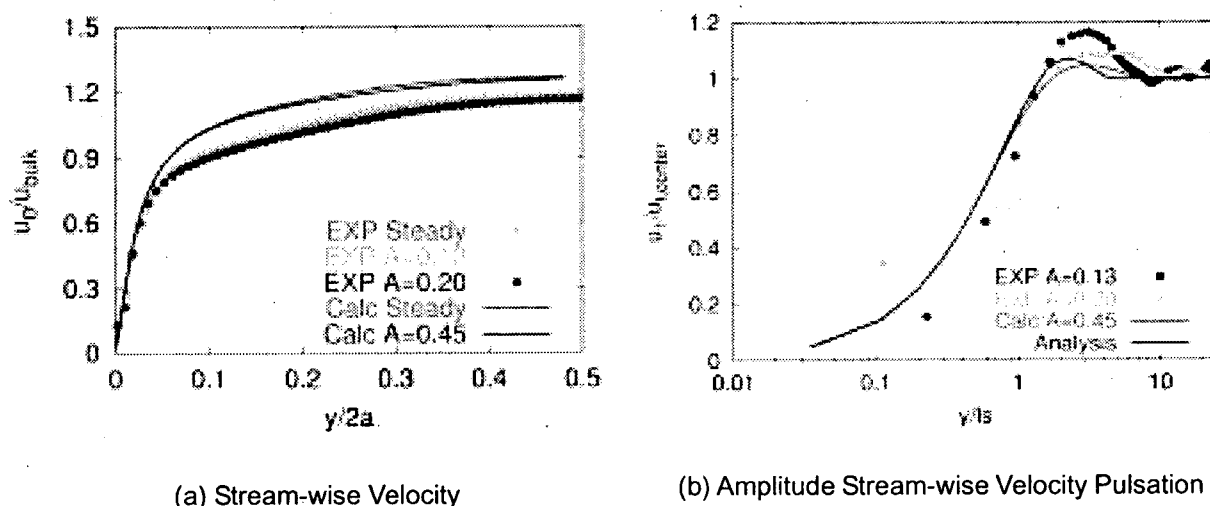 1.5
1.2
0.9
0.6
0.3
0
0 0.1 0.2 0.3 0.4 0.5
y/2a
EXP Steady
EXP A=0.20
Calc Steady
Calc A=0.45
(a) Stream-wise Velocity
1.2
1
0.8
0.6
0.4
0.2
0
0.01 0.1 1 10
y/ls
EXP A=0.13
Calc A=0.45
Analysis
(b) Amplitude Stream-wise Velocity Pulsation